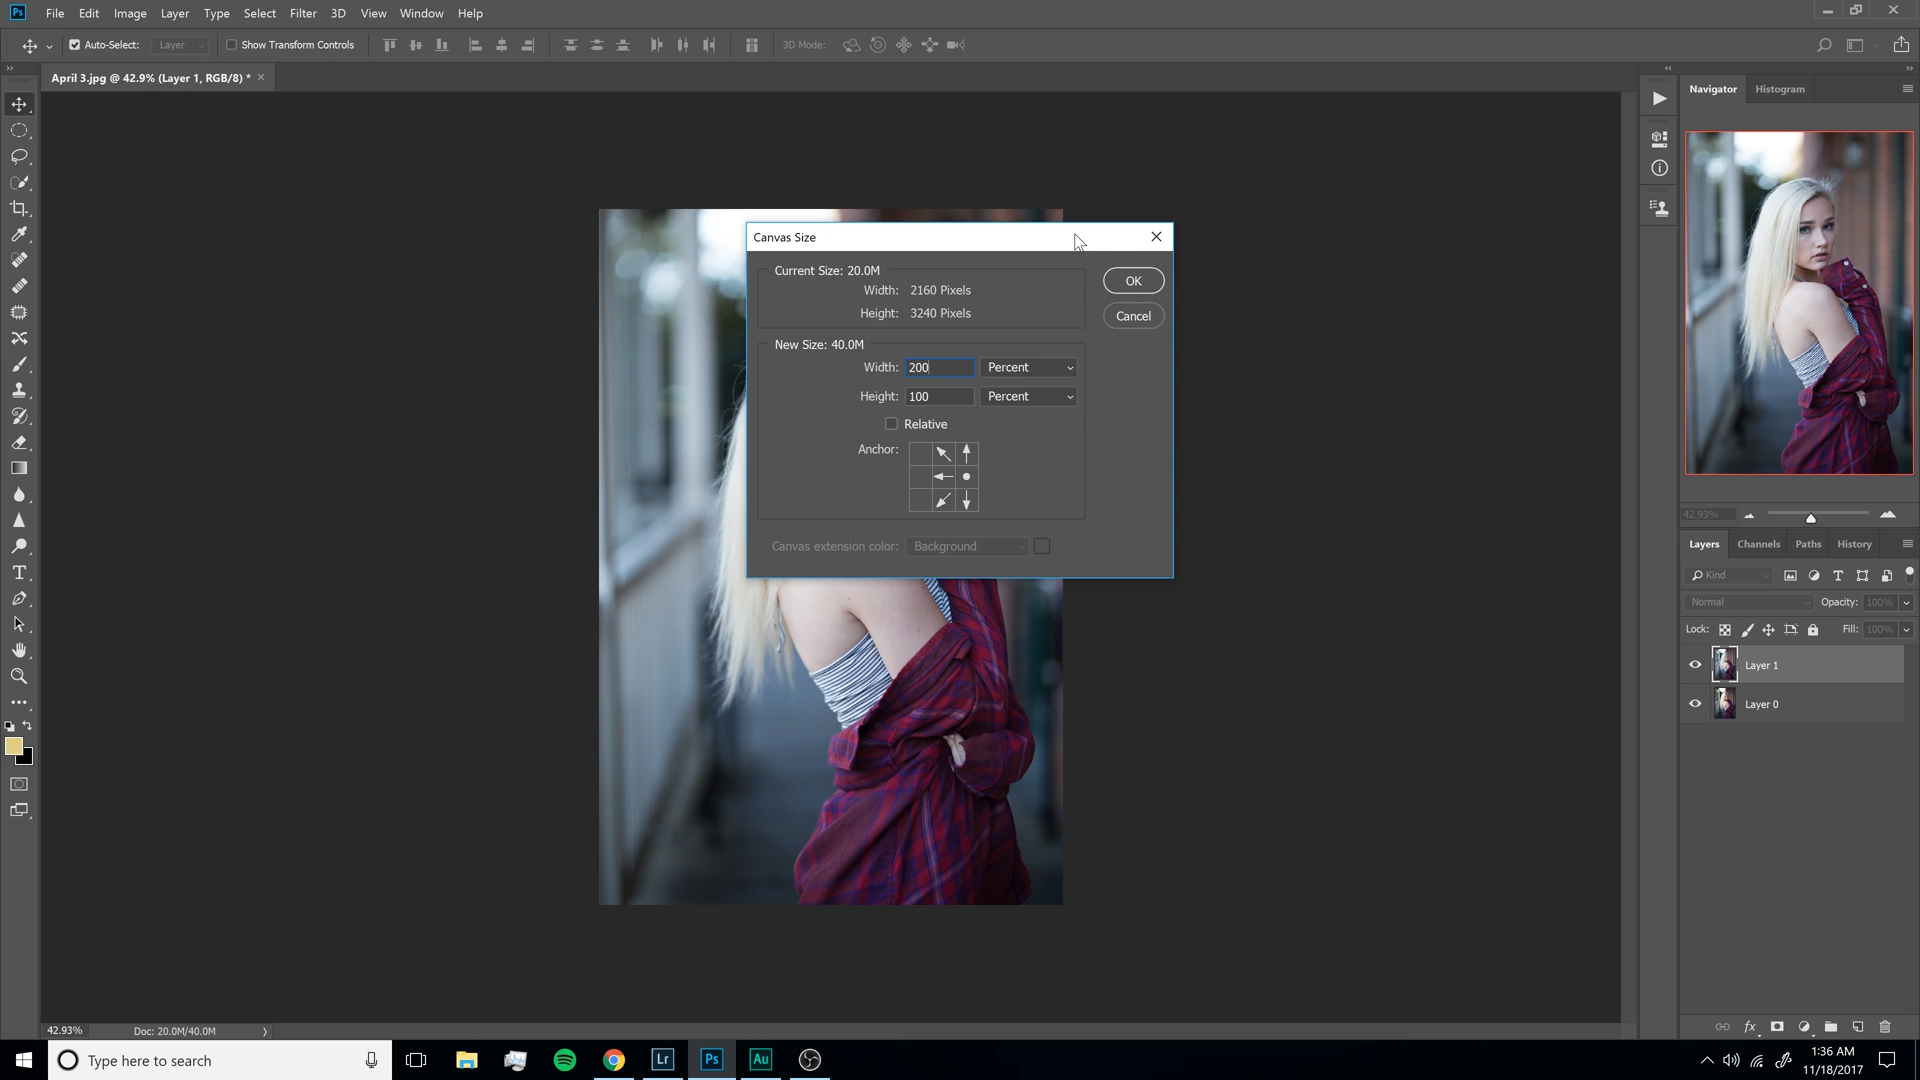 Ps File Edit Image Layer Type Select Filter 3D View Window Help
Auto-Select: Layer Show Transform Controls 3D Mode:
April 3.jpg @ 42.9% (Layer 1, RGB/8) *
Navigator Histogram
Canvas Size
Current Size: 20.0M
Width: 2160 Pixels
Height: 3240 Pixels
OK
Cancel
New Size: 40.0M
Width: 200 Percent
Height: 100 Percent
Relative
Anchor:
Canvas extension color: Background
42.93%
Layers Channels Paths History
Kind
Normal Opacity: 100%
Lock: Fill: 100%
Layer 1
Layer 0
fx
42.93% Doc: 20.0M/40.0M
Type here to search
Lr Ps Au
1:36 AM
11/18/2017